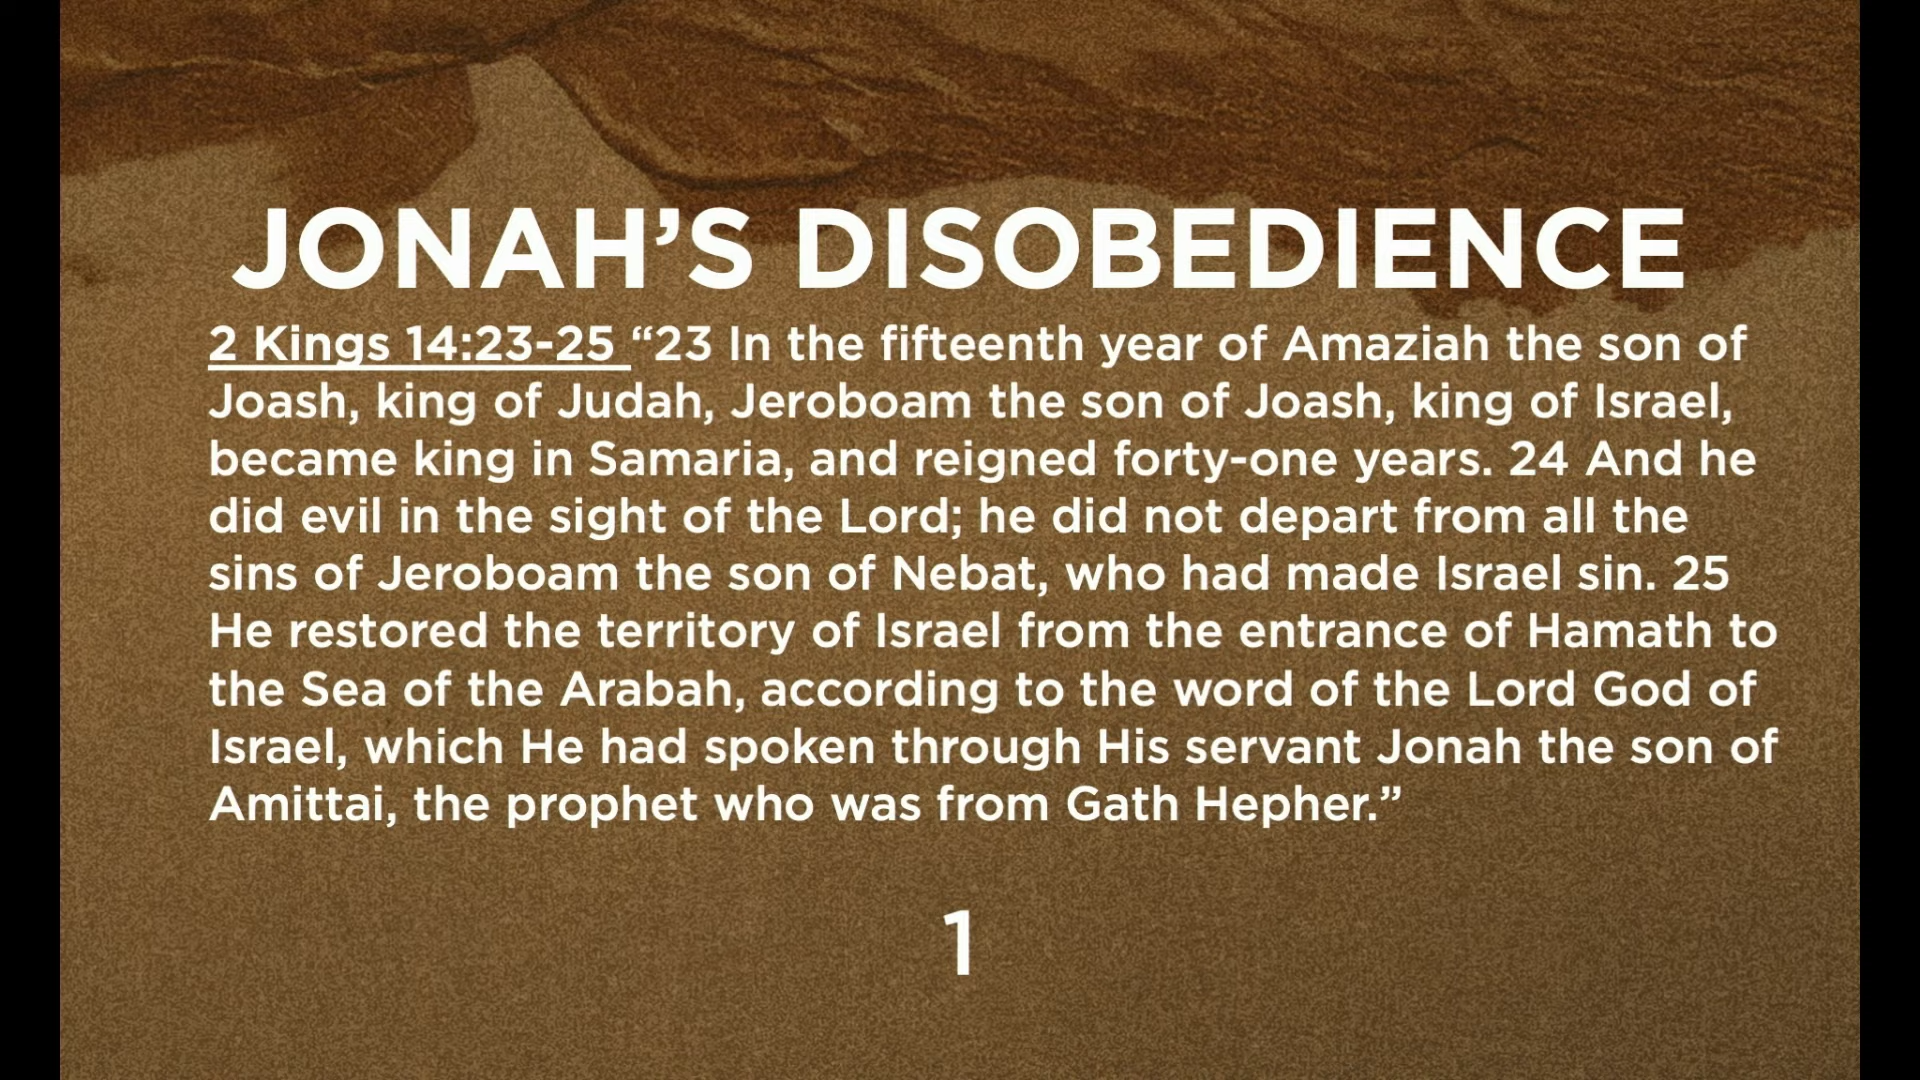 JONAH’S DISOBEDIENCE
2 Kings 14:23-25 “23 In the fifteenth year of Amaziah the son of
Joash, king of Judah, Jeroboam the son of Joash, king of Israel,
became king in Samaria, and reigned forty-one years. 24 And he
did evil in the sight of the Lord; he did not depart from all the
sins of Jeroboam the son of Nebat, who had made Israel sin. 25
He restored the territory of Israel from the entrance of Hamath to
the Sea of the Arabah, according to the word of the Lord God of
Israel, which He had spoken through His servant Jonah the son of
Amittai, the prophet who was from Gath Hepher.”
1